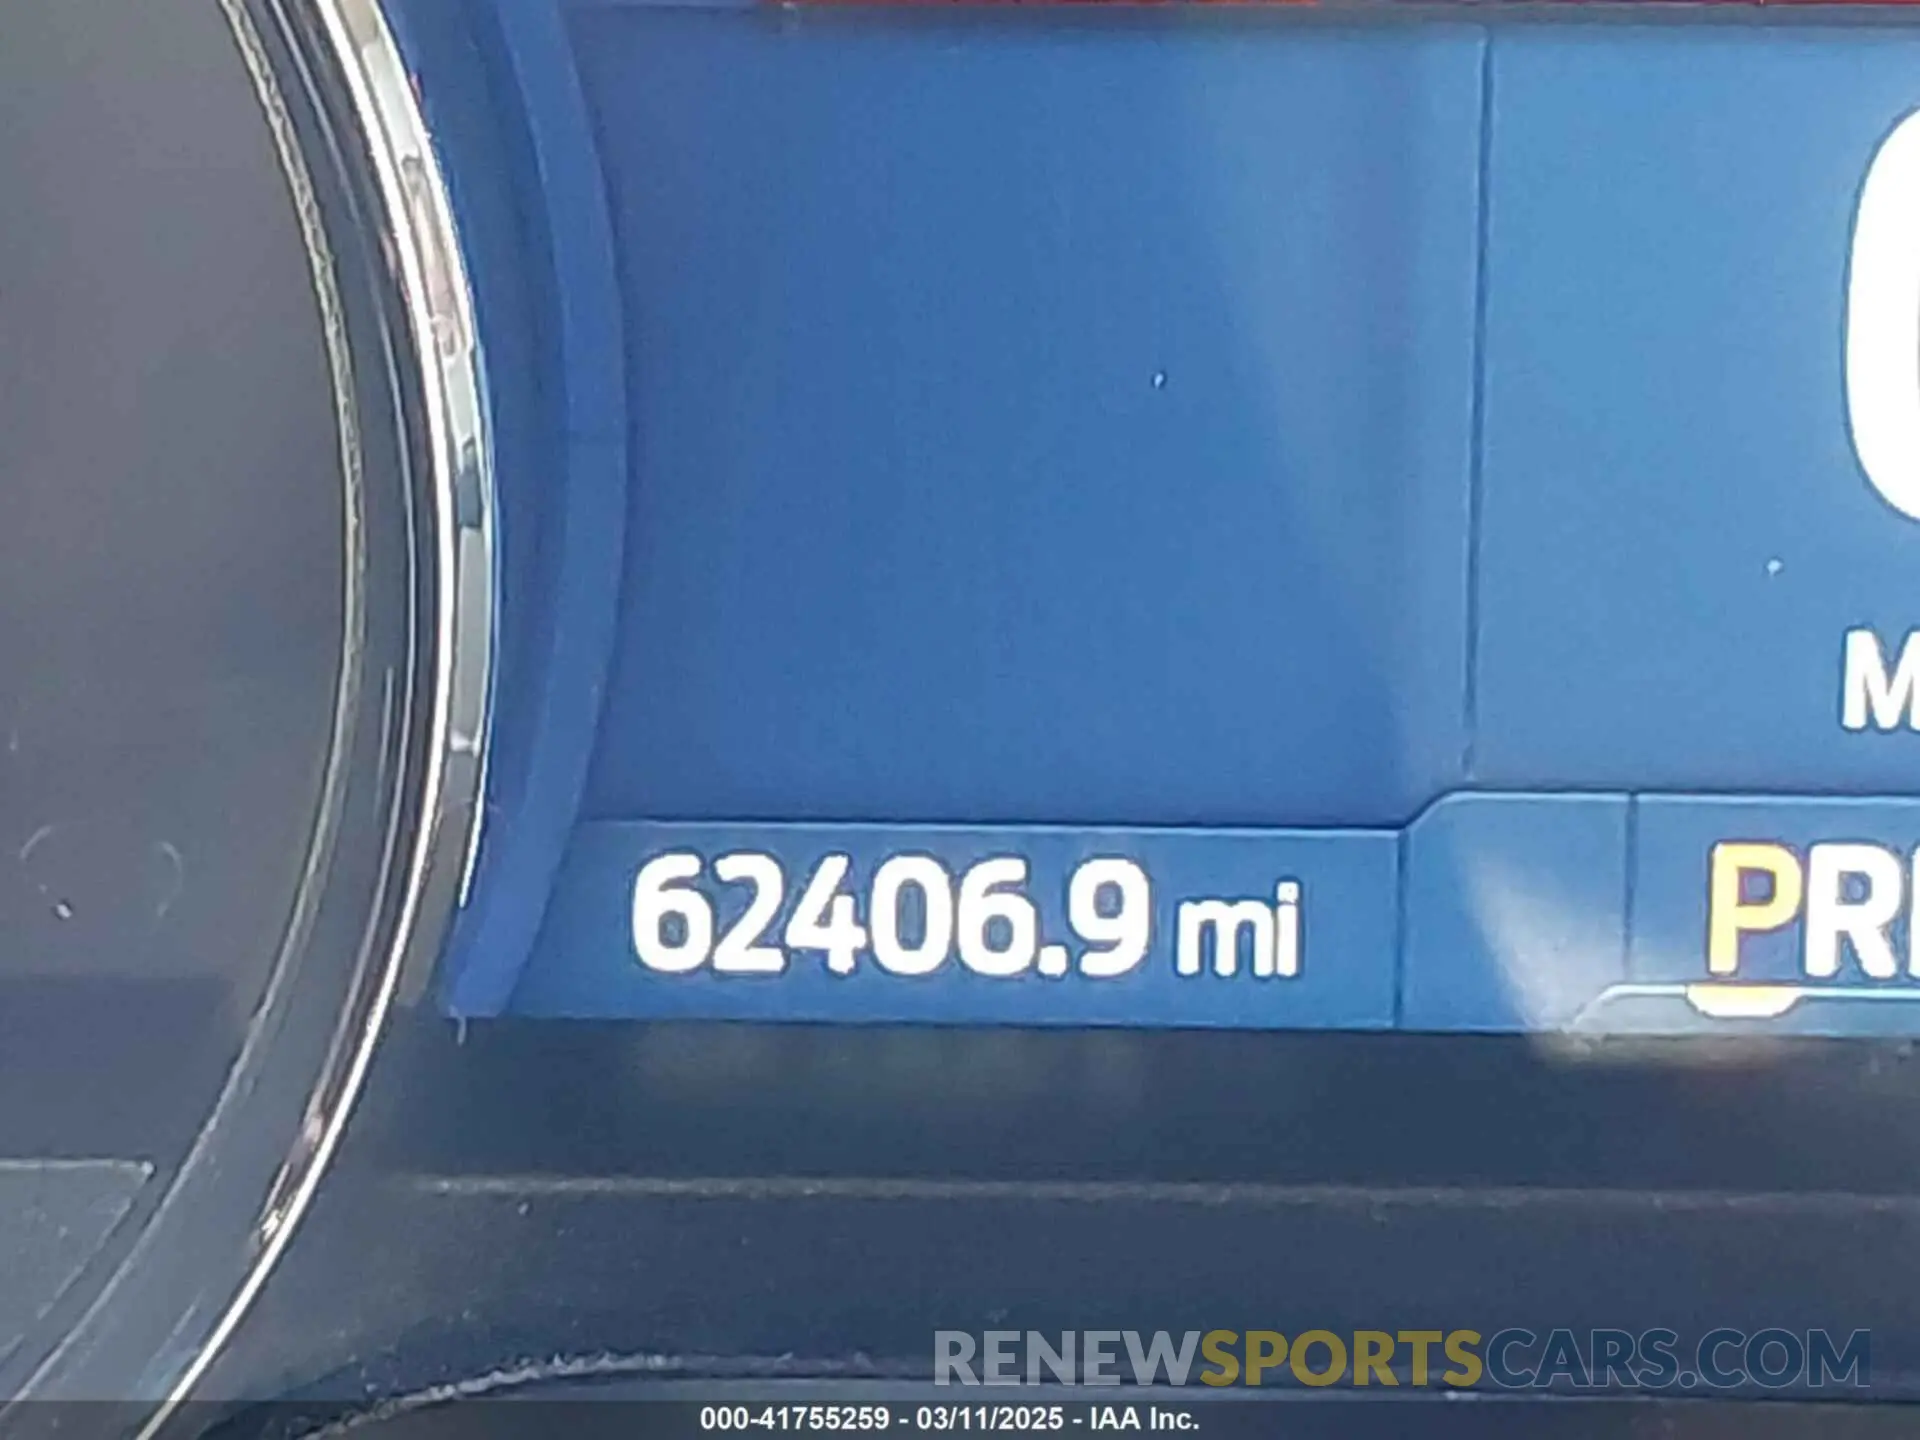 M
62406.9 mi
PR
RENEWSPORTSCARS.COM
000-41755259 - 03/11/2025 - IAA Inc.